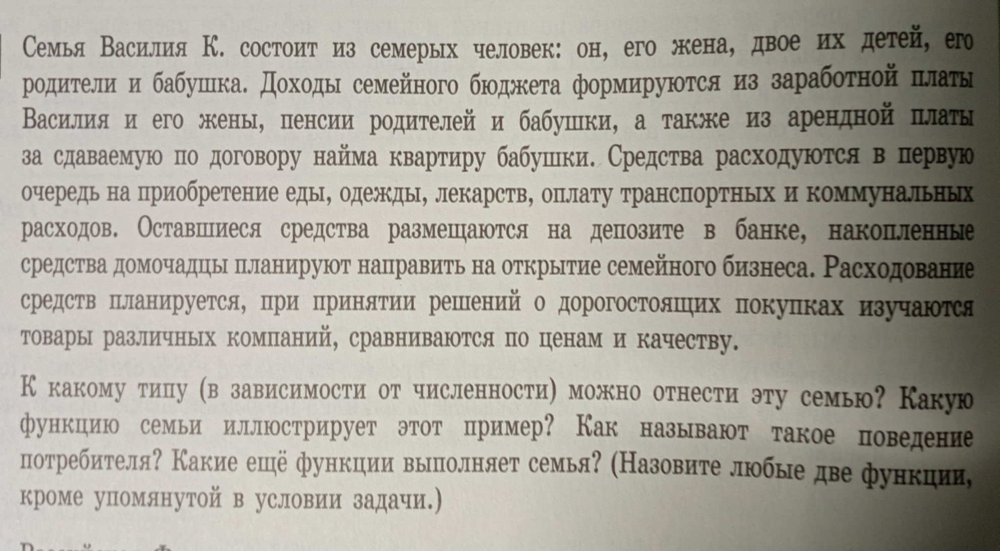 Семья Василия К. состоит из семерых человек: он, его жена, двое их детей, его
родители и бабушка. Доходы семейного бюджета формируются из заработной платы
Василия и его жены, пенсии родителей и бабушки, а также из арендной платы
за сдаваемую по договору найма квартиру бабушки. Средства расходуются в первую
очередь на приобретение еды, одежды, лекарств, оплату транспортных и коммунальных
расходов. Оставшиеся средства размещаются на депозите в банке, накопленные
средства домочадцы планируют направить на открытие семейного бизнеса. Расходование
средств планируется, при принятии решений о дорогостоящих покупках изучаются
товары различных компаний, сравниваются по ценам и качеству.
К какому типу (в зависимости от численности) можно отнести эту семью? Какую
функцию семьи иллюстрирует этот пример? Как называют такое поведение
потребителя? Какие ещё функции выполняет семья? (Назовите любые две функции,
кроме упомянутой в условии задачи.)